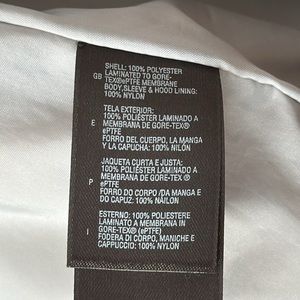 SHELL: 100% POLYESTER
GB LAMINATED TO GORE-
TEX®ePTFE MEMBRANE
BODY,SLEEVE & HOOD LINING:
100% NYLON
TELA EXTERIOR:
100% POLIÉSTER LAMINADO A
E MEMBRANA DE GORE-TEX®
ePTFE
FORRO DEL CUERPO, LA MANGA
Y LA CAPUCHA: 100% NILON
JAQUETA CURTA E JUSTA:
100% POLIÉSTER LAMINADO A
P MEMBRANA DE GORE-TEX ®
ePTFE
FORRO DO CORPO /DA MANGA E
DO CAPUZ: 100% NÁILON
ESTERNO: 100% POLIESTERE
LAMINATO A MEMBRANA IN
I GORE-TEX® (ePTFE)
FODERA DI CORPO, MANICHE E
CAPPUCCIO: 100% NYLON